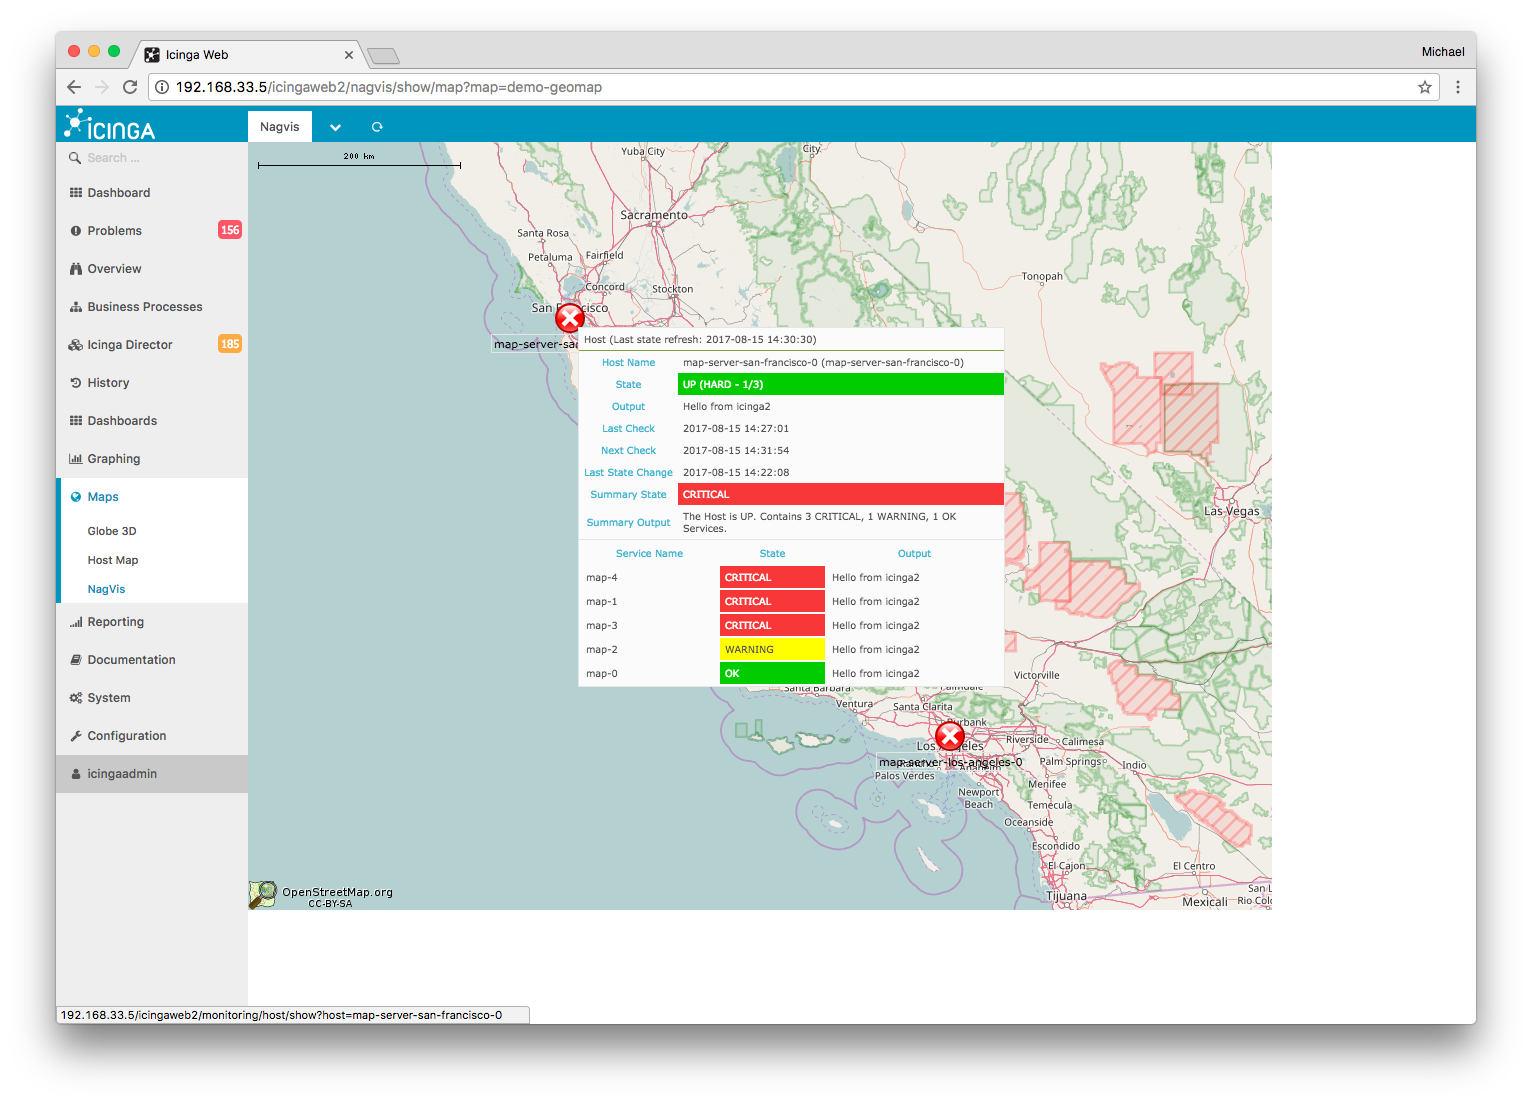 Icinga Web
Michael
192.168.33.5/icingaweb2/nagvis/show/map?map=demo-geomap
ICINGA
Nagvis
Search ...
Dashboard
Problems 156
Overview
Business Processes
Icinga Director 185
History
Dashboards
Graphing
Maps
Globe 3D
Host Map
NagVis
Reporting
Documentation
System
Configuration
icingaadmin
200 km
Yuba City
City
Sacramento
Santa Rosa
Petaluma
Fairfield
Concord
Stockton
Tonopah
San Francisco
map-server-sa
Las Vegas
Host (Last state refresh: 2017-08-15 14:30:30)
Host Name map-server-san-francisco-0 (map-server-san-francisco-0)
State UP (HARD - 1/3)
Output Hello from icinga2
Last Check 2017-08-15 14:27:01
Next Check 2017-08-15 14:31:54
Last State Change 2017-08-15 14:22:08
Summary State CRITICAL
Summary Output The Host is UP. Contains 3 CRITICAL, 1 WARNING, 1 OK
Services.
Service Name State Output
map-4 CRITICAL Hello from icinga2
map-1 CRITICAL Hello from icinga2
map-3 CRITICAL Hello from icinga2
map-2 WARNING Hello from icinga2
map-0 OK Hello from icinga2
Santa Barbara
Palmdale
Victorville
Ventura
Santa Clarita
Burbank
Los Angeles
Riverside
Calimesa
map-server-los-angeles-0
Rancho
Palos Verdes
Anaheim
Palm Springs
Indio
Menifee
Newport
Beach
Temecula
Oceanside
Escondido
El Cajon
El Centro
Tijuana
Mexicali
San L
Rio Colo
OpenStreetMap.org
CC-BY-SA
192.168.33.5/icingaweb2/monitoring/host/show?host=map-server-san-francisco-0